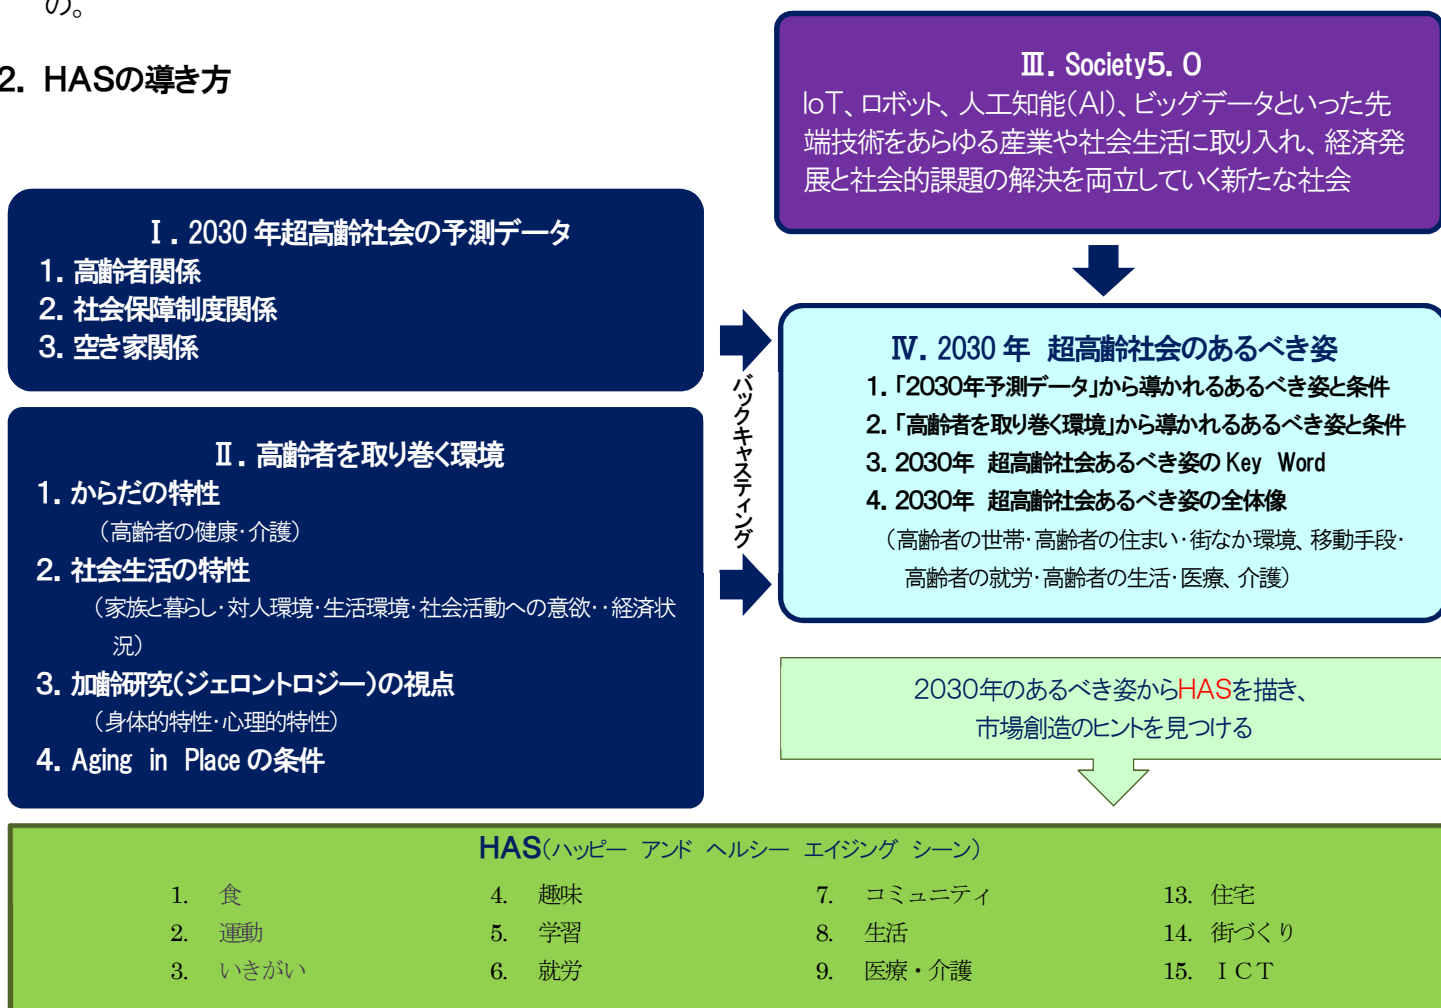 の。
2. HASの導き方
Ⅲ. Society5.0
IoT、ロボット、人工知能(AI)、ビッグデータといった先
端技術をあらゆる産業や社会生活に取り入れ、経済発
展と社会的課題の解決を両立していく新たな社会
Ⅰ. 2030 年超高齢社会の予測データ
1. 高齢者関係
2. 社会保障制度関係
3. 空き家関係
Ⅱ. 高齢者を取り巻く環境
1. からだの特性
(高齢者の健康・介護)
2. 社会生活の特性
(家族と暮らし・対人環境・生活環境・社会活動への意欲・・経済状
況)
3. 加齢研究(ジェロントロジー)の視点
(身体的特性・心理的特性)
4. Aging in Place の条件
バックキャスティング
Ⅳ. 2030 年 超高齢社会のあるべき姿
1. 「2030年予測データ」から導かれるあるべき姿と条件
2. 「高齢者を取り巻く環境」から導かれるあるべき姿と条件
3. 2030年 超高齢社会あるべき姿の Key Word
4. 2030年 超高齢社会あるべき姿の全体像
(高齢者の世帯・高齢者の住まい・街なか環境、移動手段・
高齢者の就労・高齢者の生活・医療、介護)
2030年のあるべき姿からHASを描き、
市場創造のヒントを見つける
HAS(ハッピー アンド ヘルシー エイジング シーン)
1. 食
2. 運動
3. いきがい
4. 趣味
5. 学習
6. 就労
7. コミュニティ
8. 生活
9. 医療・介護
13. 住宅
14. 街づくり
15. ICT